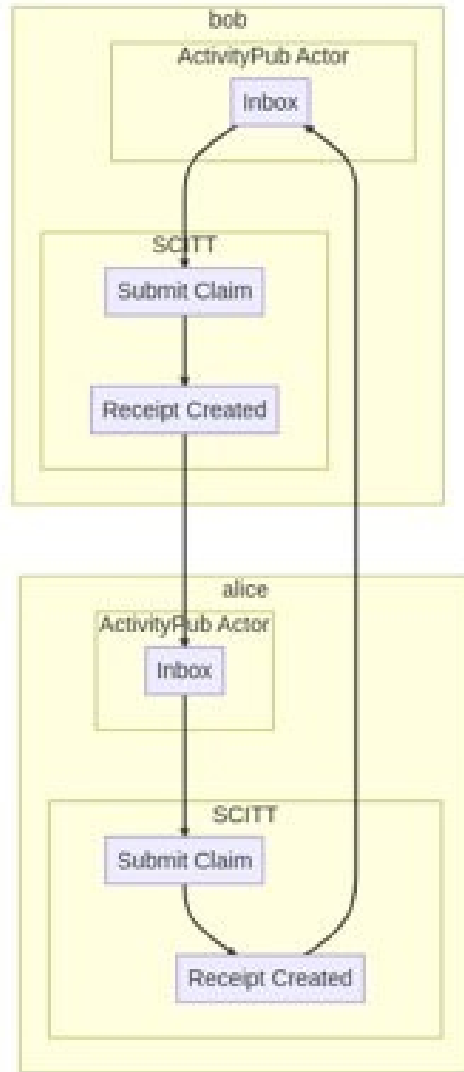 bob
ActivityPub Actor
Inbox
SCITT
Submit Claim
Receipt Created
alice
ActivityPub Actor
Inbox
SCITT
Submit Claim
Receipt Created